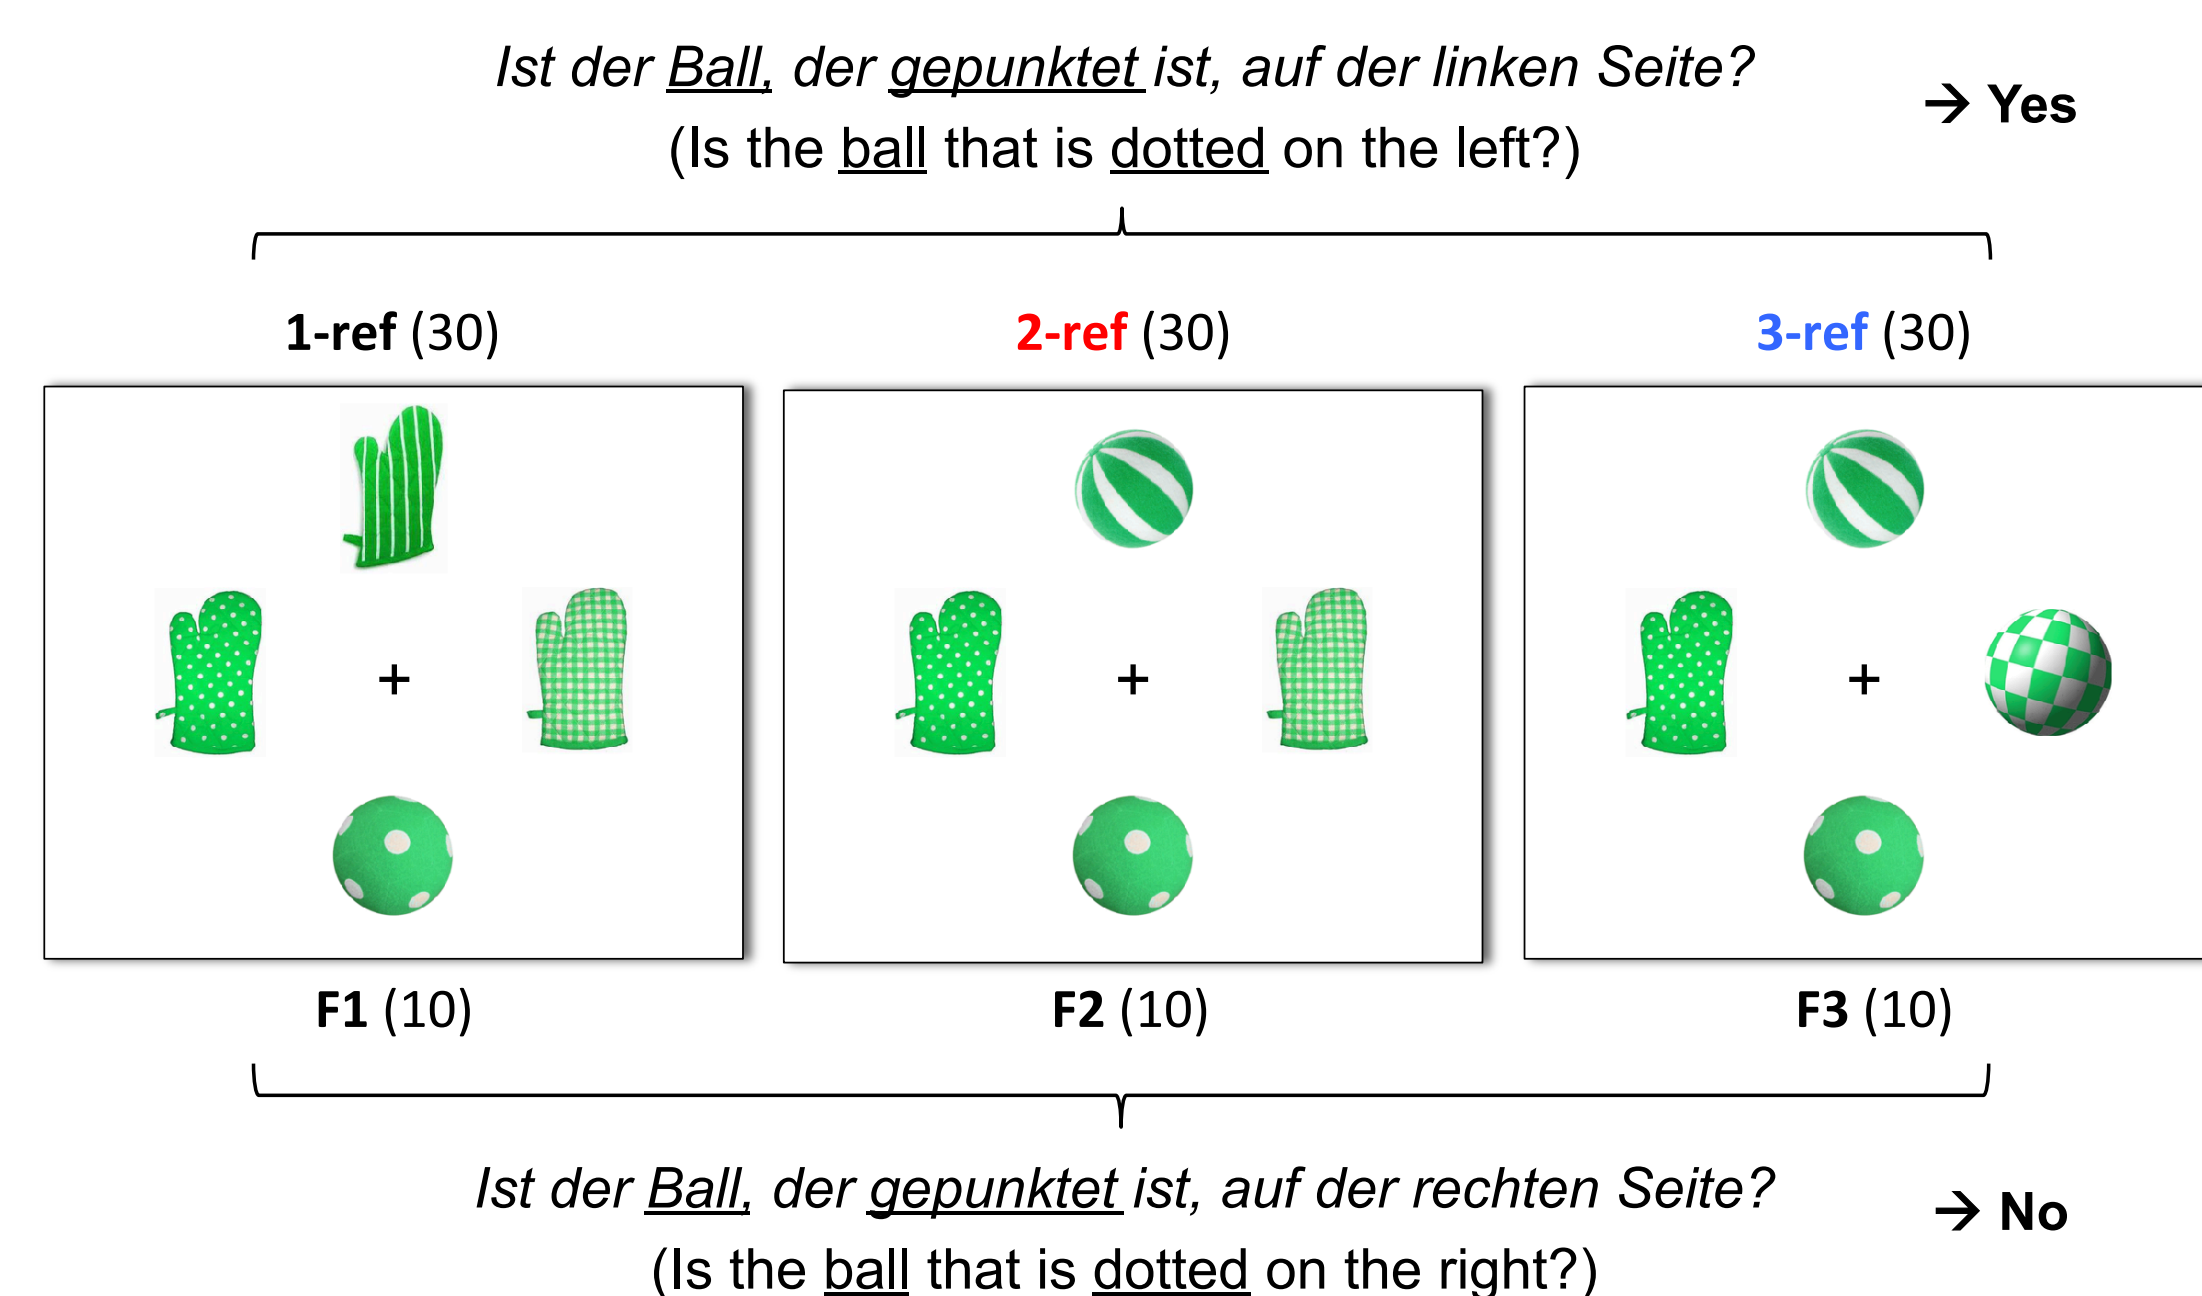 Ist der Ball, der gepunktet ist, auf der linken Seite?
→ Yes
(Is the ball that is dotted on the left?)
1-ref (30)
2-ref (30)
3-ref (30)
+
+
+
F1 (10)
F2 (10)
F3 (10)
Ist der Ball, der gepunktet ist, auf der rechten Seite?
→ No
(Is the ball that is dotted on the right?)